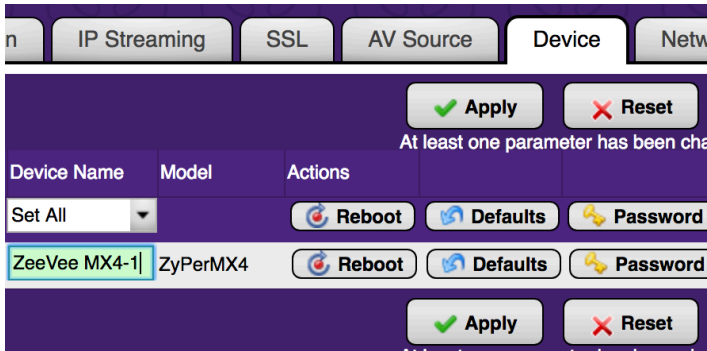 n IP Streaming SSL AV Source Device Netw
Apply Reset
At least one parameter has been cha
Device Name Model Actions
Set All Reboot Defaults Password
ZeeVee MX4-1 ZyPerMX4 Reboot Defaults Password
Apply Reset